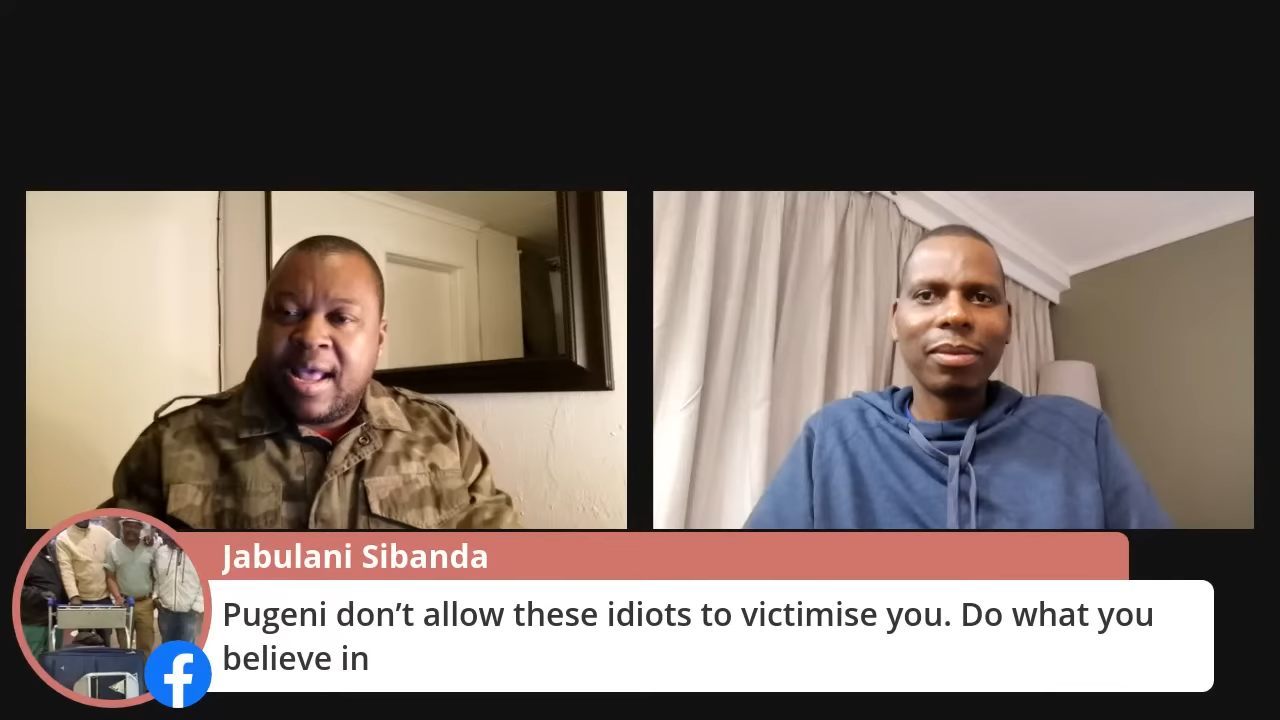 Jabulani Sibanda
Pugeni don’t allow these idiots to victimise you. Do what you
believe in